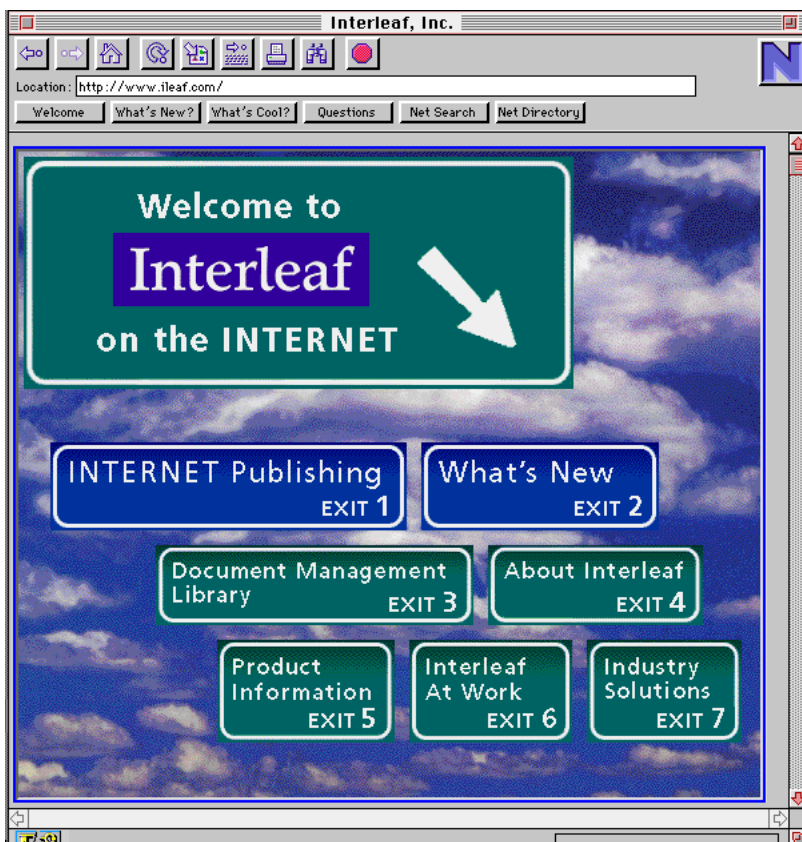 Interleaf, Inc.
Location: http://www.ileaf.com/
Welcome What's New? What's Cool? Questions Net Search Net Directory
N
Welcome to
Interleaf
on the INTERNET
INTERNET Publishing
EXIT 1
What's New
EXIT 2
Document Management
Library
EXIT 3
About Interleaf
EXIT 4
Product
Information
EXIT 5
Interleaf
At Work
EXIT 6
Industry
Solutions
EXIT 7